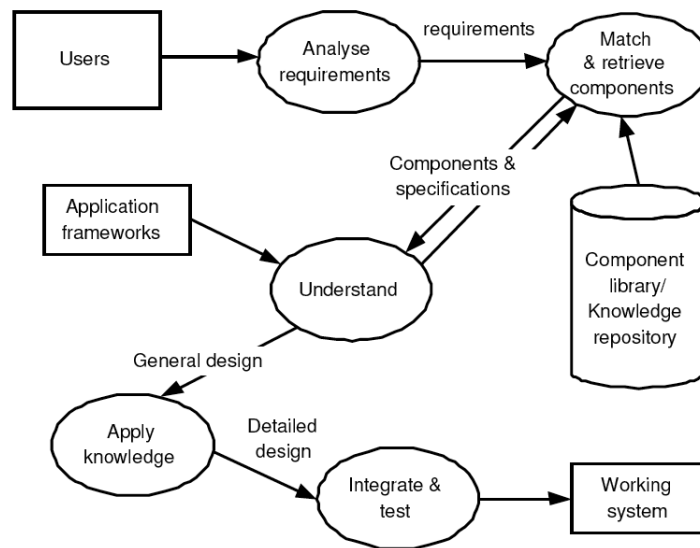 Users
Analyse
requirements
requirements
Match
& retrieve
components
Components &
specifications
Application
frameworks
Understand
Component
library/
Knowledge
repository
General design
Apply
knowledge
Detailed
design
Integrate &
test
Working
system